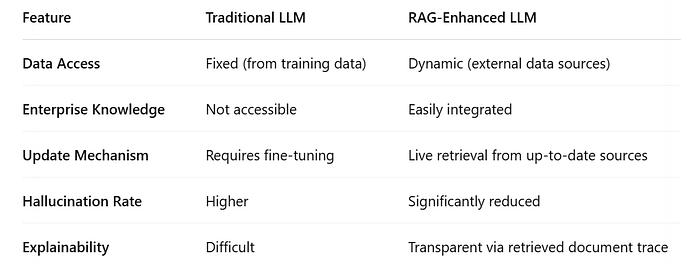 Feature Traditional LLM RAG-Enhanced LLM
Data Access Fixed (from training data) Dynamic (external data sources)
Enterprise Knowledge Not accessible Easily integrated
Update Mechanism Requires fine-tuning Live retrieval from up-to-date sources
Hallucination Rate Higher Significantly reduced
Explainability Difficult Transparent via retrieved document trace